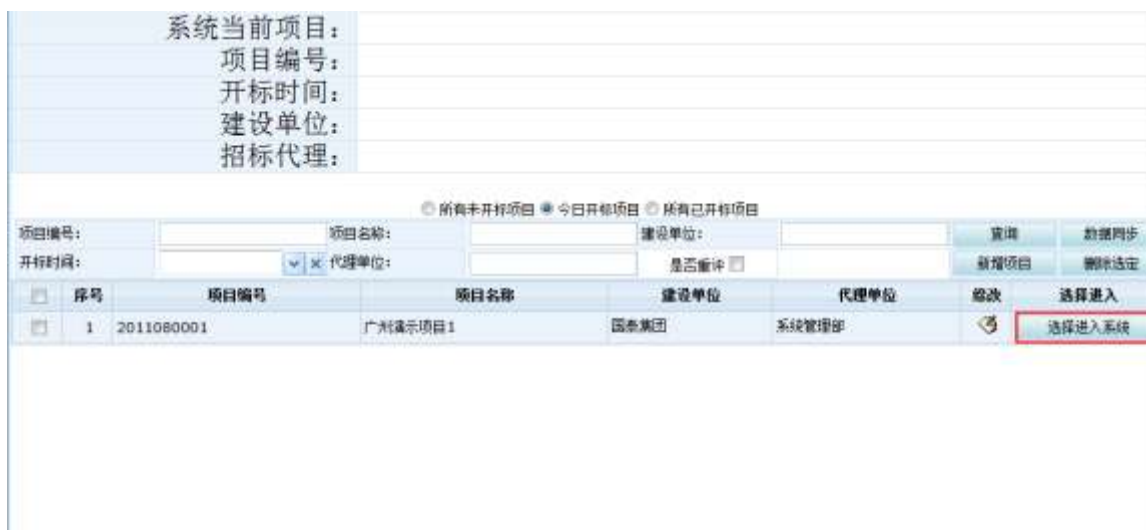 系统当前项目：
项目编号：
开标时间：
建设单位：
招标代理：
所有未开标项目 今日开标项目 所有已开标项目
项目编号： 项目名称： 建设单位： 查询 数据同步
开标时间： 代理单位： 是否重评 新增项目 删除选定
序号 项目编号 项目名称 建设单位 代理单位 修改 选择进入
1 2011080001 广州演示项目1 国泰集团 系统管理部 选择进入系统